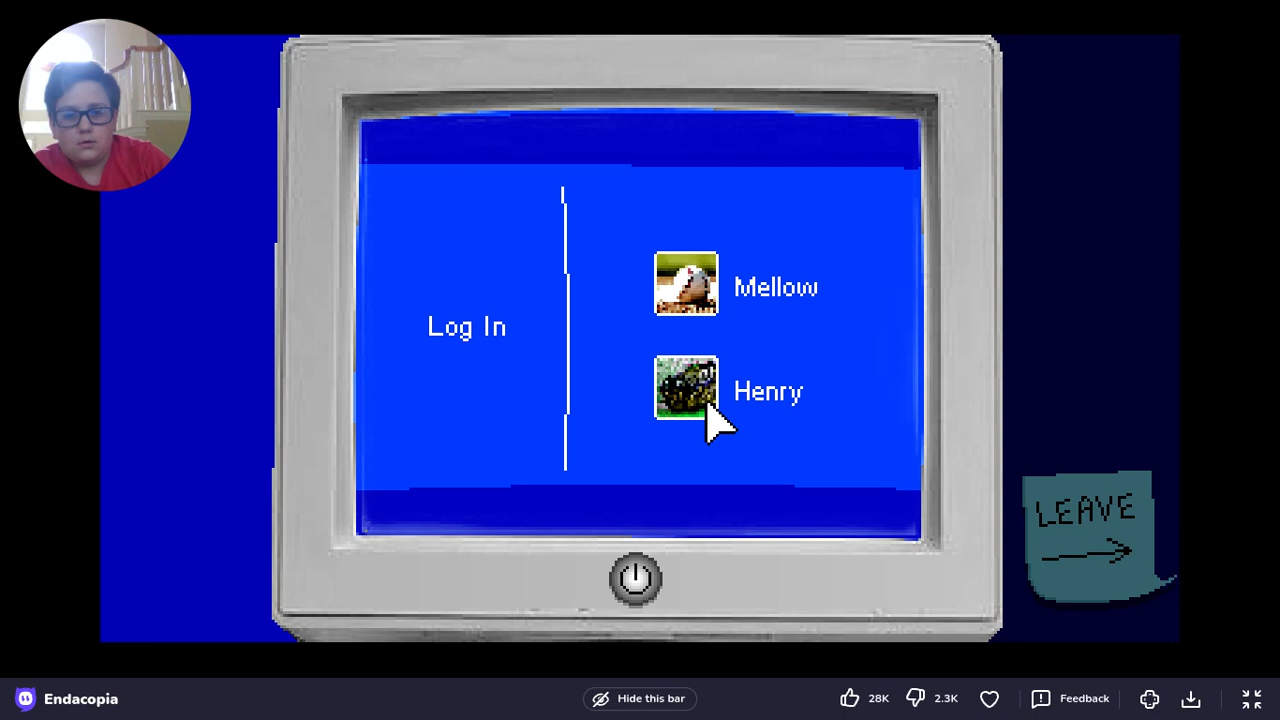 Mellow
Log In
Henry
LEAVE
Endacopia
Hide this bar
28K
2.3K
Feedback